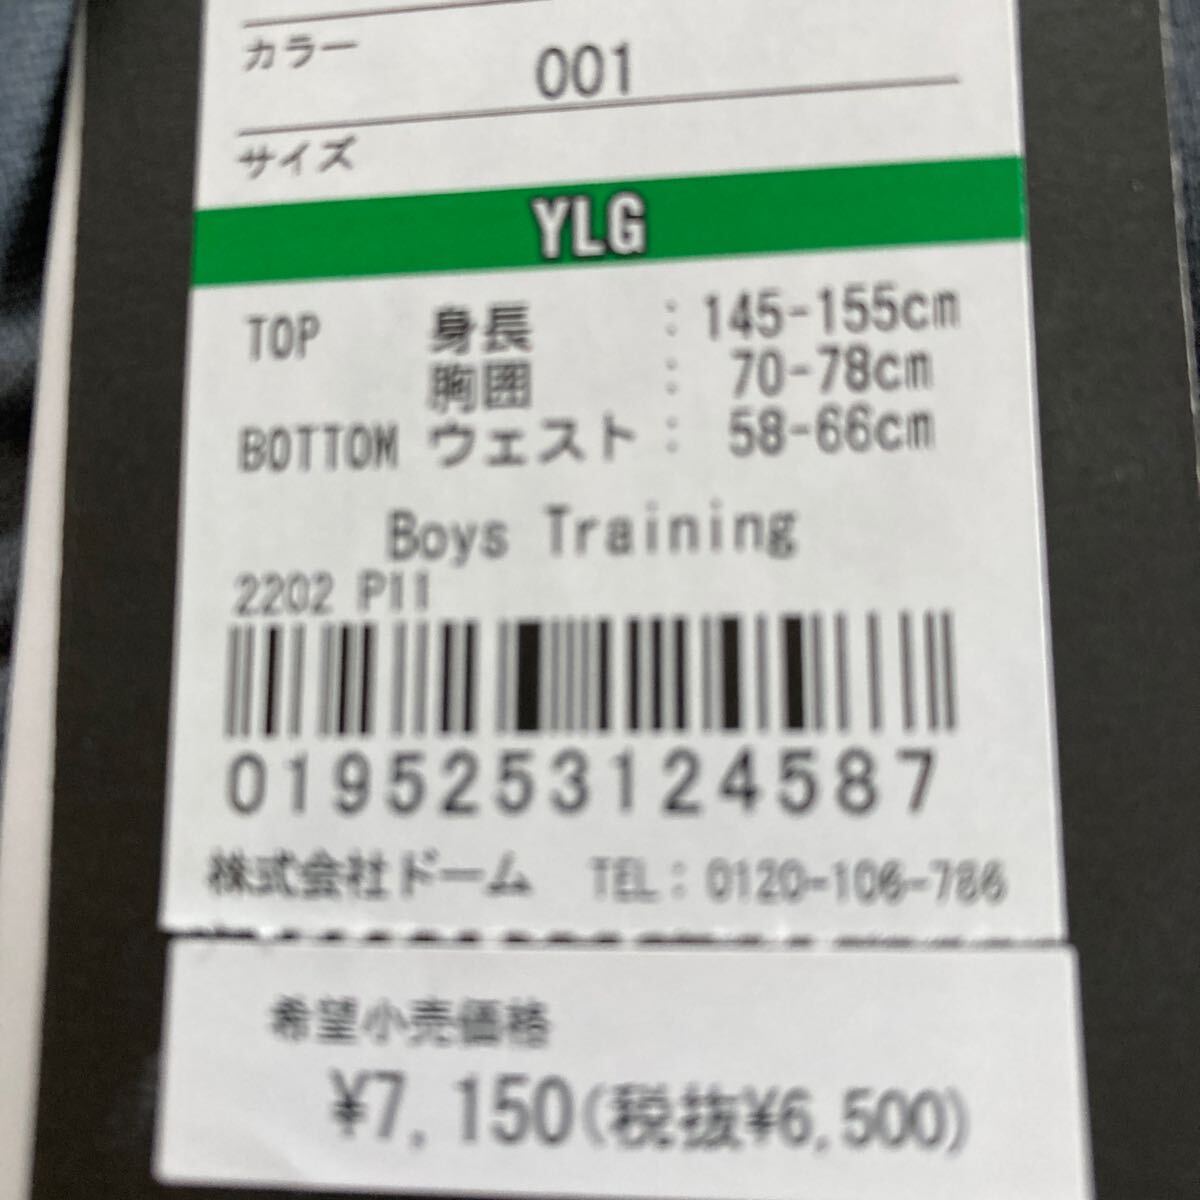 カラー 001
サイズ
YLG
TOP 身長 : 145-155cm
胸囲 : 70-78cm
BOTTOM ウェスト : 58-66cm
Boys Training
2202 PII
0195253124587
株式会社ドーム TEL: 0120-106-786
希望小売価格
¥7,150(税抜¥6,500)